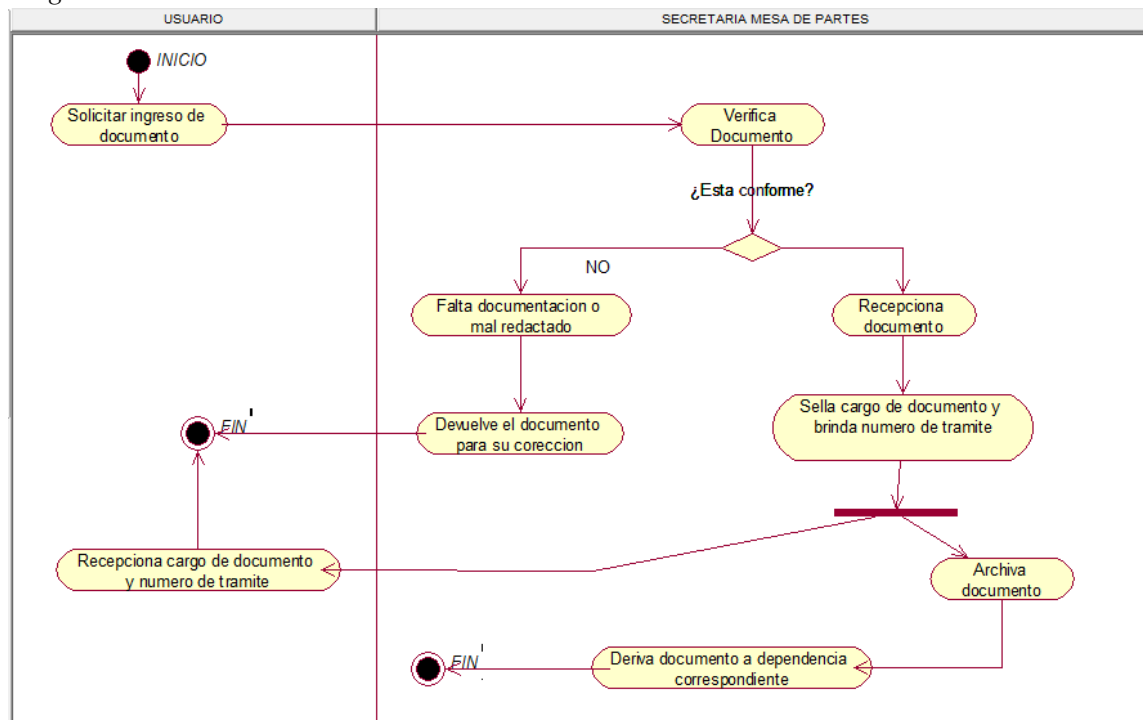 USUARIO
SECRETARIA MESA DE PARTES
INICIO
Solicitar ingreso de
documento
Verifica
Documento
¿Esta conforme?
NO
Falta documentacion o
mal redactado
Recepciona
documento
Sella cargo de documento y
brinda numero de tramite
FIN
Devuelve el documento
para su coreccion
Recepciona cargo de documento
y numero de tramite
Archiva
documento
FIN
Deriva documento a dependencia
correspondiente